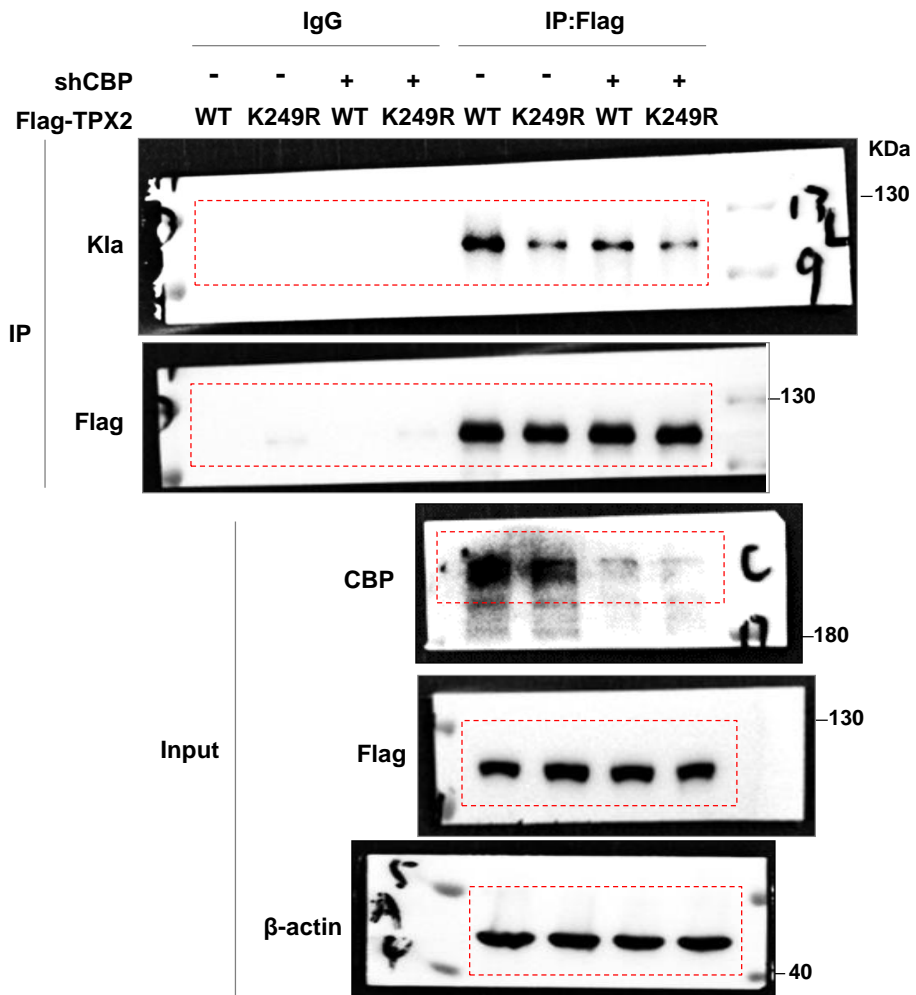 IgG IP:Flag
shCBP - - + + - - + +
Flag-TPX2 WT K249R WT K249R WT K249R WT K249R
KDa
130
Kla
9
IP
130
Flag
CBP
C
180
130
Input
Flag
β-actin
40